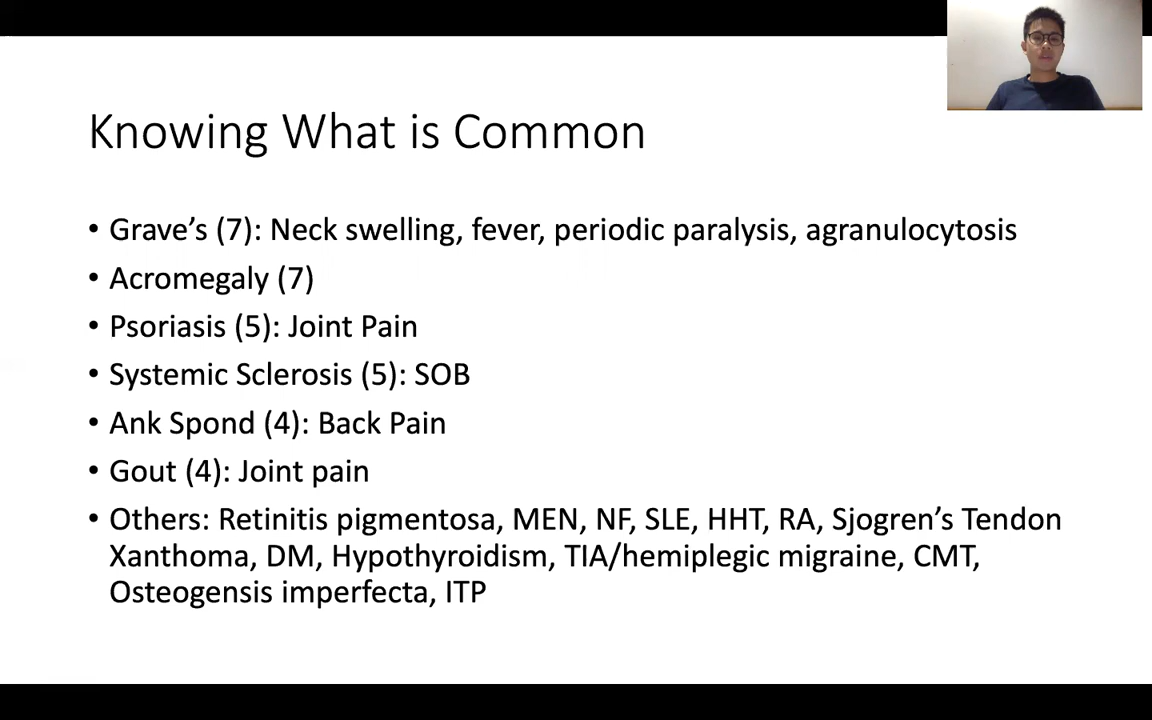 Knowing What is Common
• Grave’s (7): Neck swelling, fever, periodic paralysis, agranulocytosis
• Acromegaly (7)
• Psoriasis (5): Joint Pain
• Systemic Sclerosis (5): SOB
• Ank Spond (4): Back Pain
• Gout (4): Joint pain
• Others: Retinitis pigmentosa, MEN, NF, SLE, HHT, RA, Sjogren’s Tendon
Xanthoma, DM, Hypothyroidism, TIA/hemiplegic migraine, CMT,
Osteogensis imperfecta, ITP